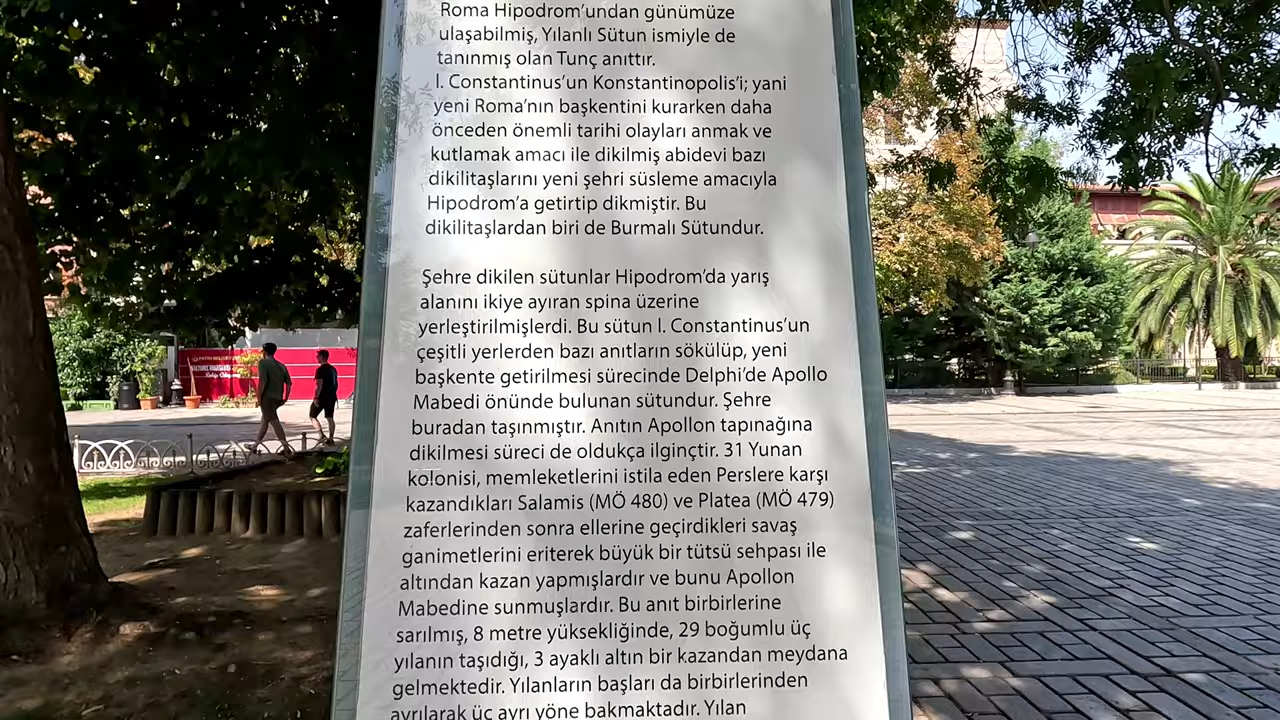 Roma Hipodrom'undan günümüze
ulaşabilmiş, Yılanlı Sütun ismiyle de
tanınmış olan Tunç anıttır.
I. Constantinus'un Konstantinopolis'i; yani
yeni Roma'nın başkentini kurarken daha
önceden önemli tarihi olayları anmak ve
kutlamak amacı ile dikilmiş abidevi bazı
dikilitaşlarını yeni şehri süsleme amacıyla
Hipodrom'a getirtip dikmiştir. Bu
dikilitaşlardan biri de Burmalı Sütundur.
Şehre dikilen sütunlar Hipodrom'da yarış
alanını ikiye ayıran spina üzerine
yerleştirilmişlerdi. Bu sütun I. Constantinus'un
çeşitli yerlerden bazı anıtların sökülüp, yeni
başkente getirilmesi sürecinde Delphi'de Apollo
Mabedi önünde bulunan sütundur. Şehre
buradan taşınmıştır. Anıtın Apollon tapınağına
dikilmesi süreci de oldukça ilginçtir. 31 Yunan
kolonisi, memleketlerini istila eden Perslere karşı
kazandıkları Salamis (MÖ 480) ve Platea (MÖ 479)
zaferlerinden sonra ellerine geçirdikleri savaş
ganimetlerini eriterek büyük bir tütsü sehpası ile
altından kazan yapmışlardır ve bunu Apollon
Mabedine sunmuşlardır. Bu anıt birbirlerine
sarılmış, 8 metre yüksekliğinde, 29 boğumlu üç
yılanın taşıdığı, 3 ayaklı altın bir kazandan meydana
gelmektedir. Yılanların başları da birbirlerinden
ayrılarak üç ayrı yöne bakmaktadır. Yılan